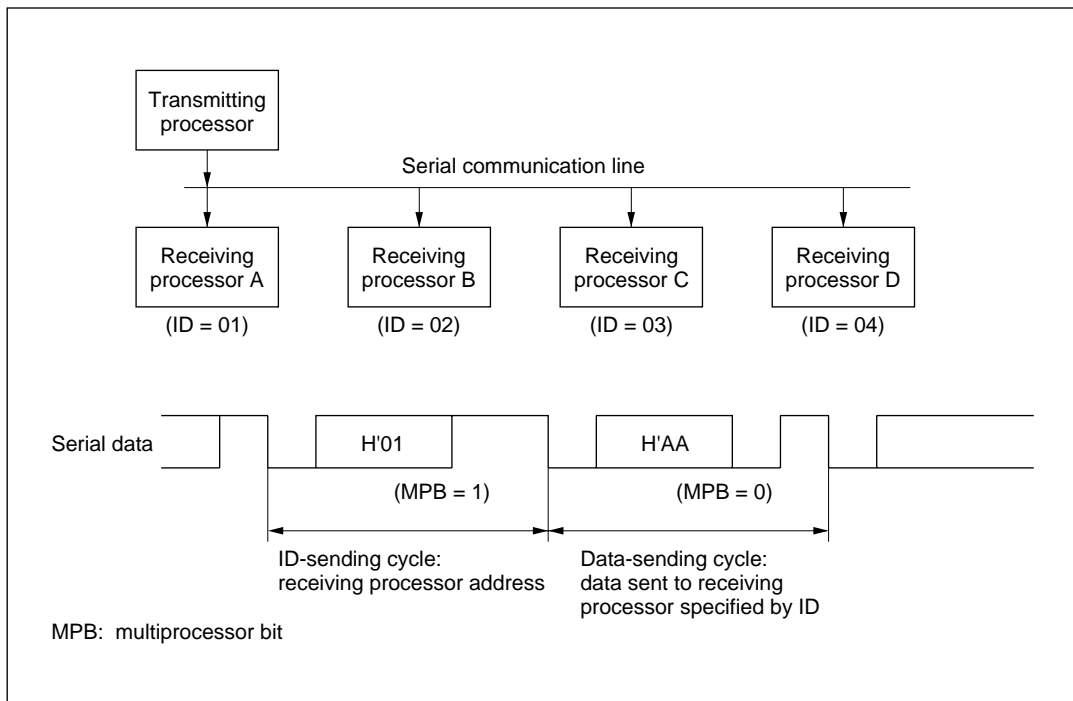 Transmitting
processor
Serial communication line
Receiving
processor A
Receiving
processor B
Receiving
processor C
Receiving
processor D
(ID = 01)
(ID = 02)
(ID = 03)
(ID = 04)
Serial data
H'01
H'AA
(MPB = 1)
(MPB = 0)
ID-sending cycle:
receiving processor address
Data-sending cycle:
data sent to receiving
processor specified by ID
MPB: multiprocessor bit